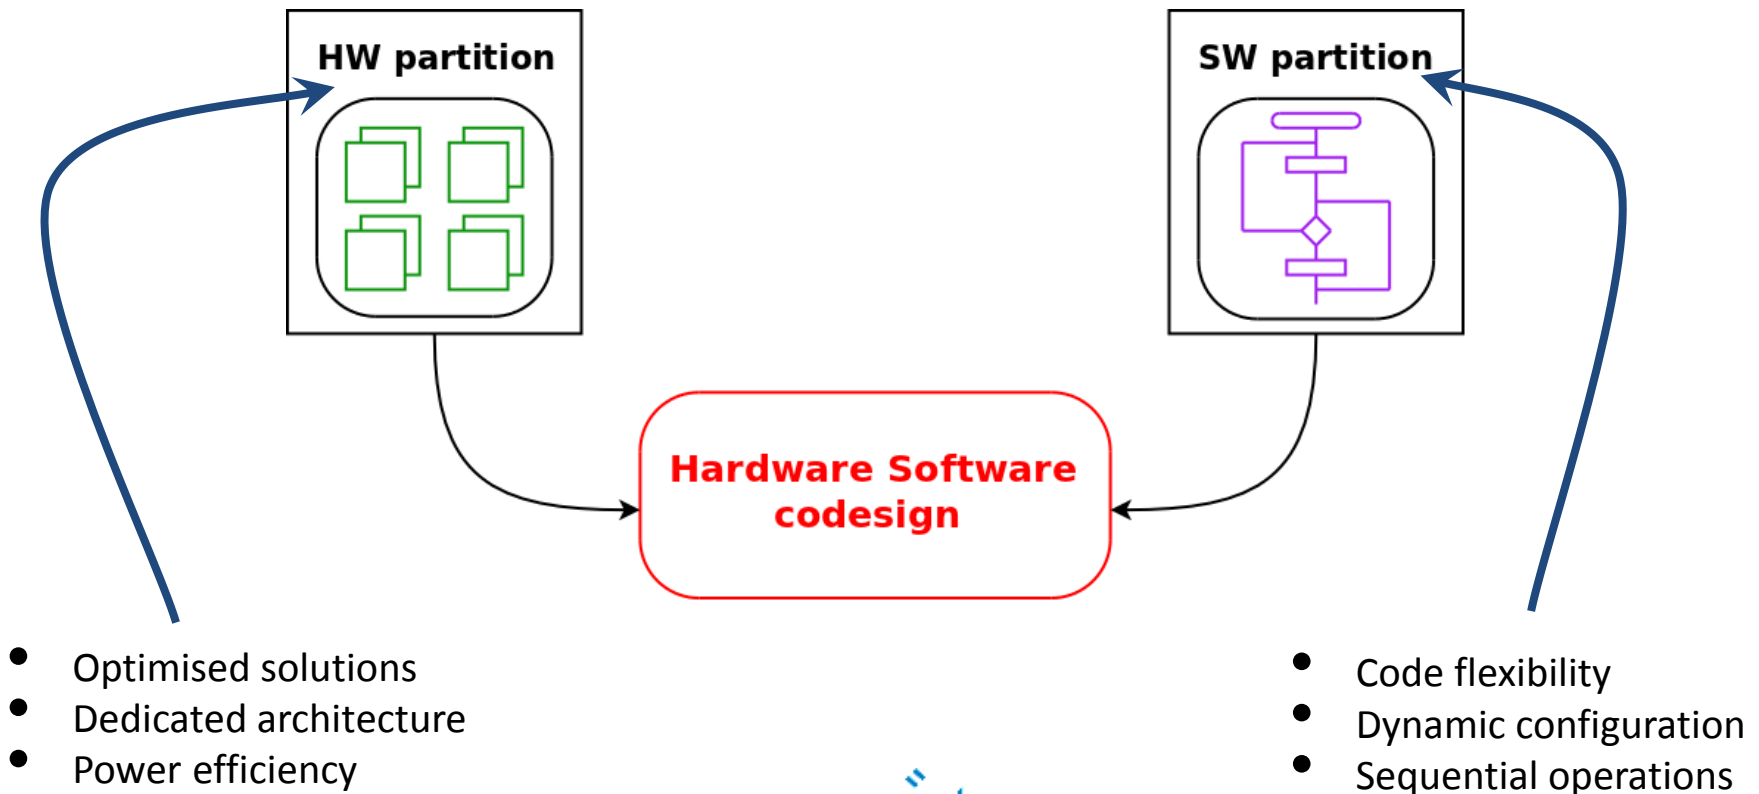 HW partition
SW partition
Hardware Software
codesign
• Optimised solutions
• Dedicated architecture
• Power efficiency
• Code flexibility
• Dynamic configuration
• Sequential operations